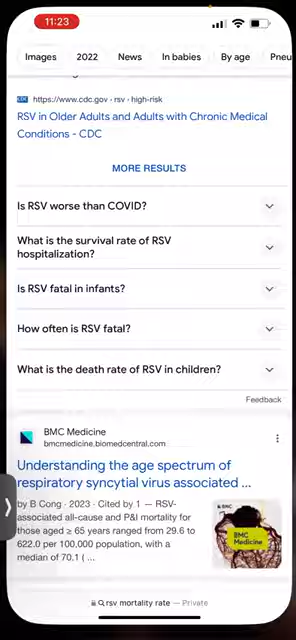 11:23
Images 2022 News In babies By age Pneu
CDC https://www.cdc.gov › rsv › high-risk
RSV in Older Adults and Adults with Chronic Medical
Conditions - CDC
MORE RESULTS
Is RSV worse than COVID?
What is the survival rate of RSV
hospitalization?
Is RSV fatal in infants?
How often is RSV fatal?
What is the death rate of RSV in children?
Feedback
BMC Medicine
bmcmedicine.biomedcentral.com
Understanding the age spectrum of
respiratory syncytial virus associated ...
by B Cong · 2023 · Cited by 1 — RSV-
associated all-cause and P&I mortality for
those aged ≥ 65 years ranged from 29.6 to
622.0 per 100,000 population, with a
median of 70.1 ( ...
BMC
BMC
Medicine
rsv mortality rate — Private